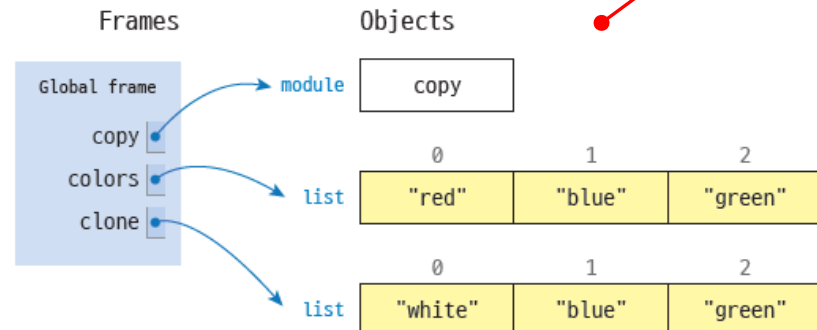 Frames Objects
Global frame
module copy
copy
0 1 2
colors
list "red" "blue" "green"
clone
0 1 2
list "white" "blue" "green"